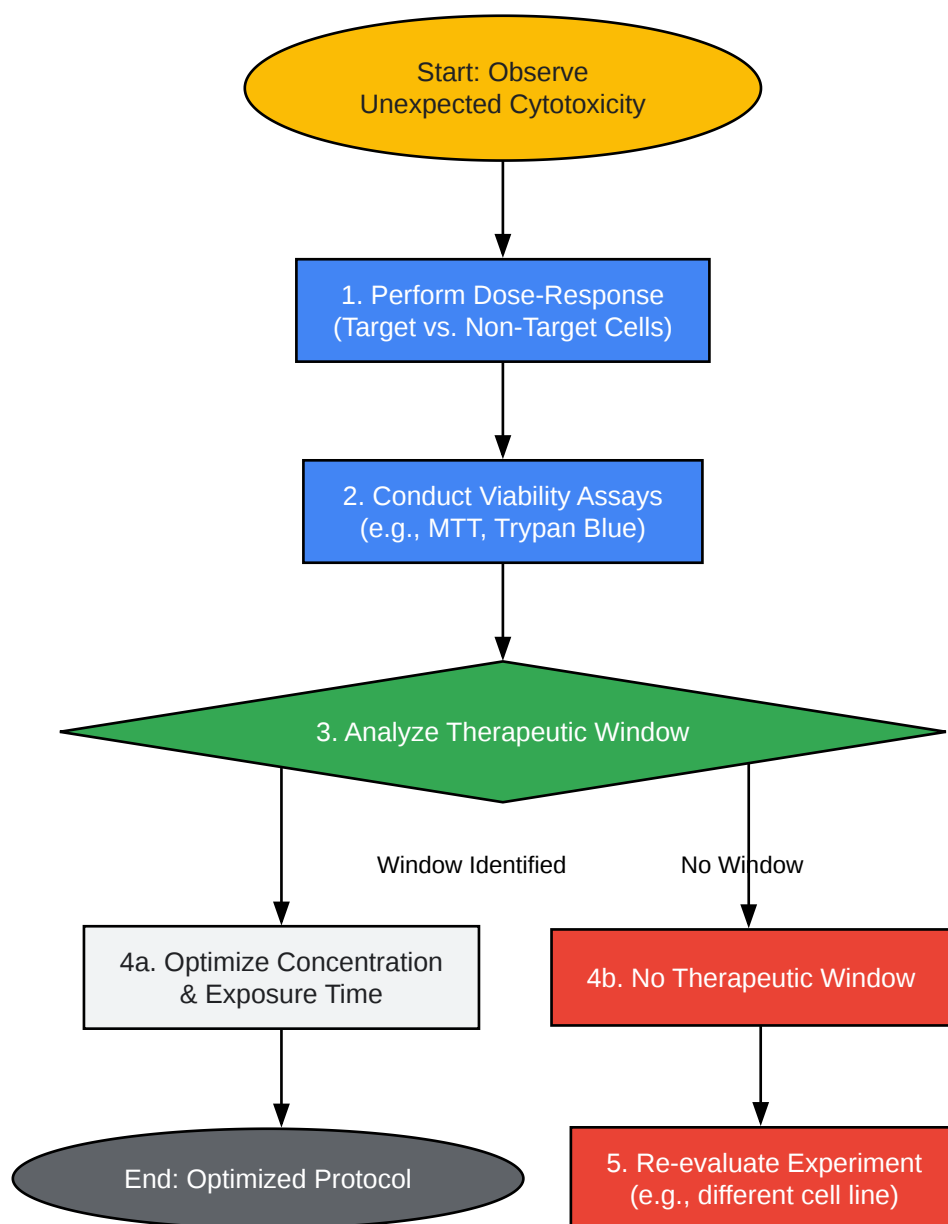 Start: Observe
Unexpected Cytotoxicity
1. Perform Dose-Response
(Target vs. Non-Target Cells)
2. Conduct Viability Assays
(e.g., MTT, Trypan Blue)
3. Analyze Therapeutic Window
Window Identified
No Window
4a. Optimize Concentration
& Exposure Time
4b. No Therapeutic Window
End: Optimized Protocol
5. Re-evaluate Experiment
(e.g., different cell line)